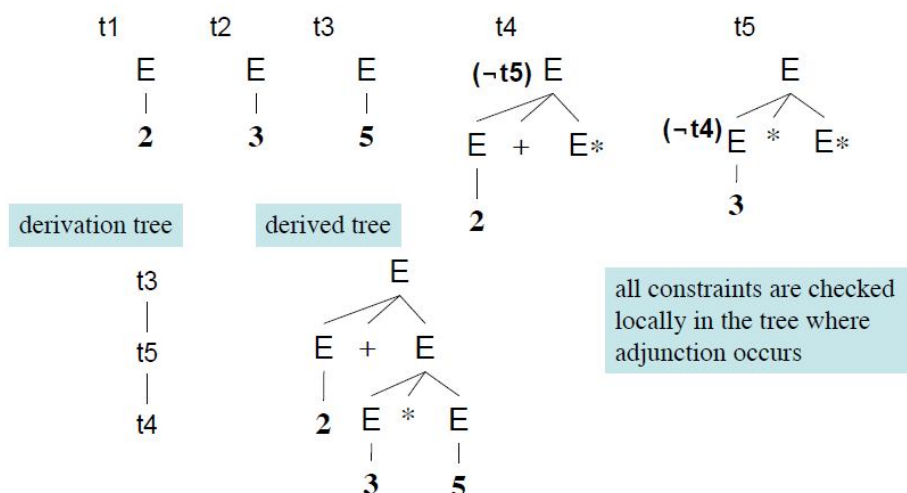 t1 t2 t3 t4 t5
E E E (¬t5) E E
2 3 5 E + E* (¬t4) E * E*
2 3
derivation tree derived tree
t3 E
t5 E + E
t4 2 E * E
3 5
all constraints are checked
locally in the tree where
adjunction occurs